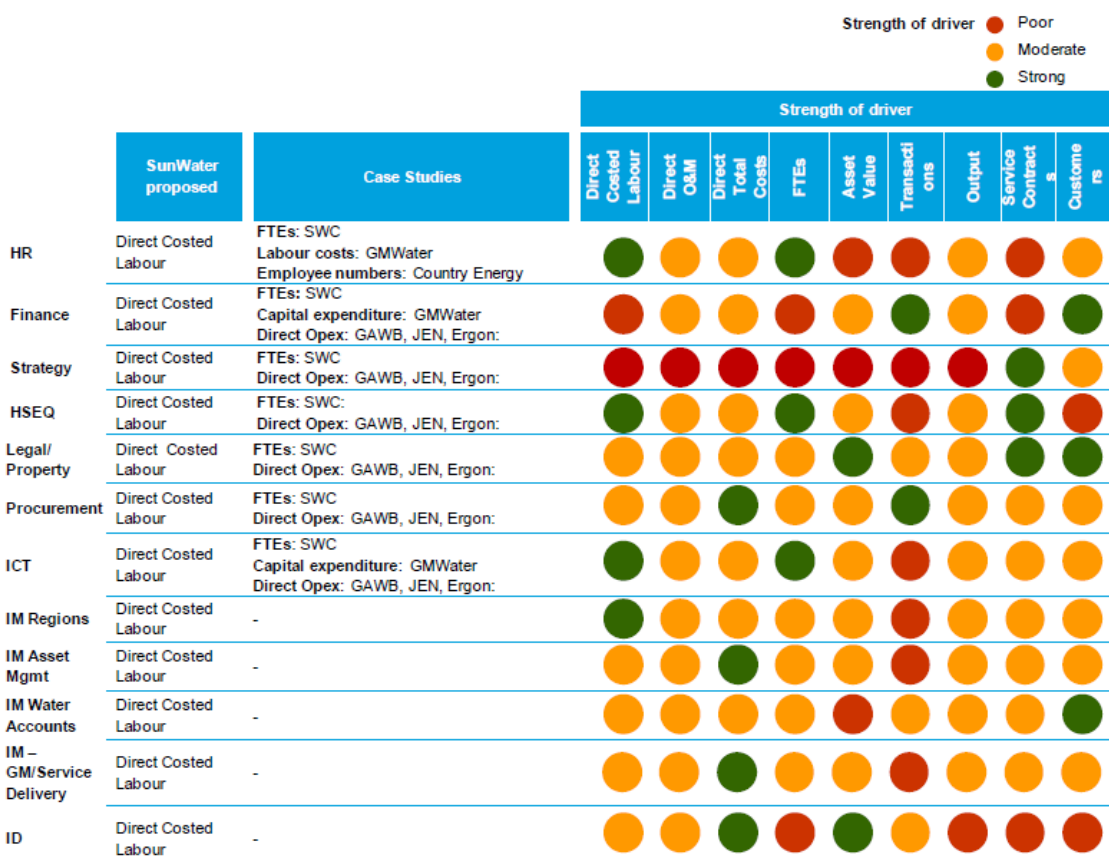 Strength of driver
Poor
Moderate
Strong
Strength of driver
SunWater
proposed
Case Studies
Direct
Costed
Labour
Direct
O&M
Direct
Total
Costs
FTEs
Asset
Value
Transacti
ons
Output
Service
Contract
s
Custome
rs
HR
Direct Costed
Labour
FTEs: SWC
Labour costs: GMWater
Employee numbers: Country Energy
Finance
Direct Costed
Labour
FTEs: SWC
Capital expenditure: GMWater
Direct Opex: GAWB, JEN, Ergon:
Strategy
Direct Costed
Labour
FTEs: SWC
Direct Opex: GAWB, JEN, Ergon:
HSEQ
Direct Costed
Labour
FTEs: SWC:
Direct Opex: GAWB, JEN, Ergon:
Legal/
Property
Direct Costed
Labour
FTEs: SWC
Direct Opex: GAWB, JEN, Ergon:
Procurement
Direct Costed
Labour
FTEs: SWC
Direct Opex: GAWB, JEN, Ergon:
ICT
Direct Costed
Labour
FTEs: SWC
Capital expenditure: GMWater
Direct Opex: GAWB, JEN, Ergon:
IM Regions
Direct Costed
Labour
-
IM Asset
Mgmt
Direct Costed
Labour
-
IM Water
Accounts
Direct Costed
Labour
-
IM –
GM/Service
Delivery
Direct Costed
Labour
-
ID
Direct Costed
Labour
-